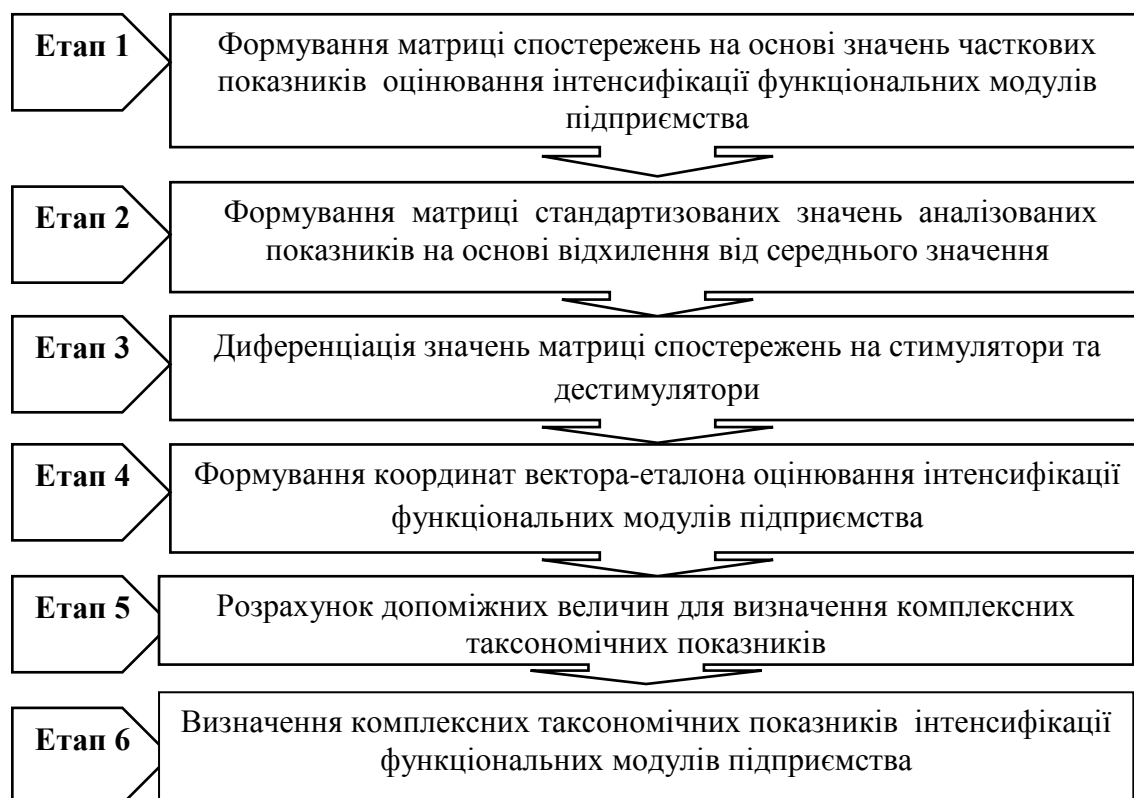 Етап 1
Формування матриці спостережень на основі значень часткових
показників оцінювання інтенсифікації функціональних модулів
підприємства
Етап 2
Формування матриці стандартизованих значень аналізованих
показників на основі відхилення від середнього значення
Етап 3
Диференціація значень матриці спостережень на стимулятори та
дестимулятори
Етап 4
Формування координат вектора-еталона оцінювання інтенсифікації
функціональних модулів підприємства
Етап 5
Розрахунок допоміжних величин для визначення комплексних
таксономічних показників
Етап 6
Визначення комплексних таксономічних показників інтенсифікації
функціональних модулів підприємства